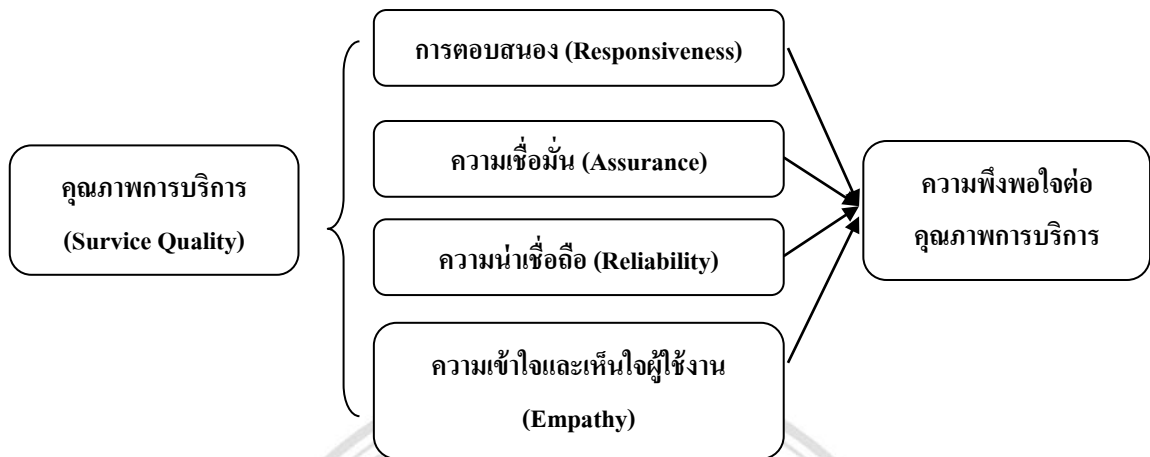 คุณภาพการบริการ
(Survice Quality)
การตอบสนอง (Responsiveness)
ความเชื่อมั่น (Assurance)
ความน่าเชื่อถือ (Reliability)
ความเข้าใจและเห็นใจผู้ใช้งาน
(Empathy)
ความพึงพอใจต่อ
คุณภาพการบริการ